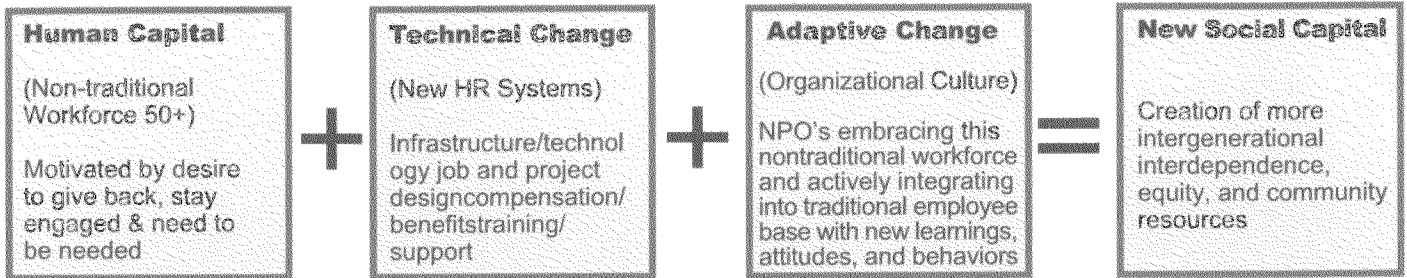 Human Capital
(Non-traditional
Workforce 50+)
Motivated by desire
to give back, stay
engaged & need to
be needed
+
Technical Change
(New HR Systems)
Infrastructure/technol
ogy job and project
designcompensation/
benefitstraining/
support
+
Adaptive Change
(Organizational Culture)
NPO's embracing this
nontraditional workforce
and actively integrating
into traditional employee
base with new learnings,
attitudes, and behaviors
=
New Social Capital
Creation of more
intergenerational
interdependence,
equity, and community
resources